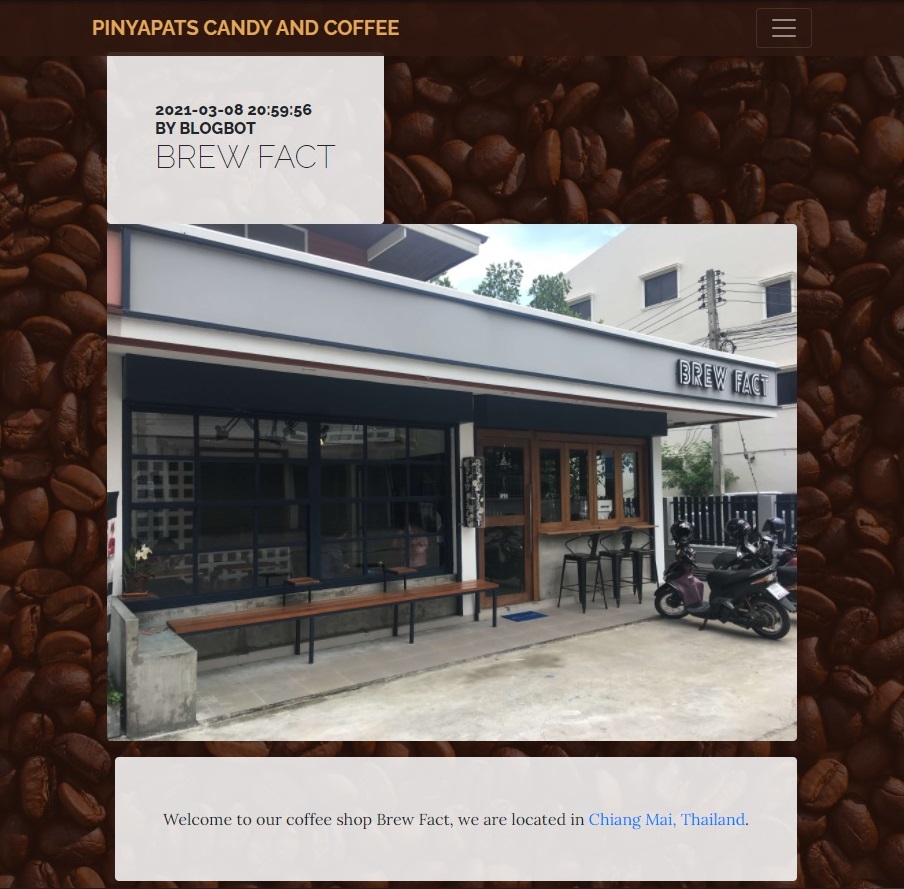 PINYAPATS CANDY AND COFFEE
2021-03-08 20:59:56
BY BLOGBOT
BREW FACT
BREW FACT
Welcome to our coffee shop Brew Fact, we are located in Chiang Mai, Thailand.